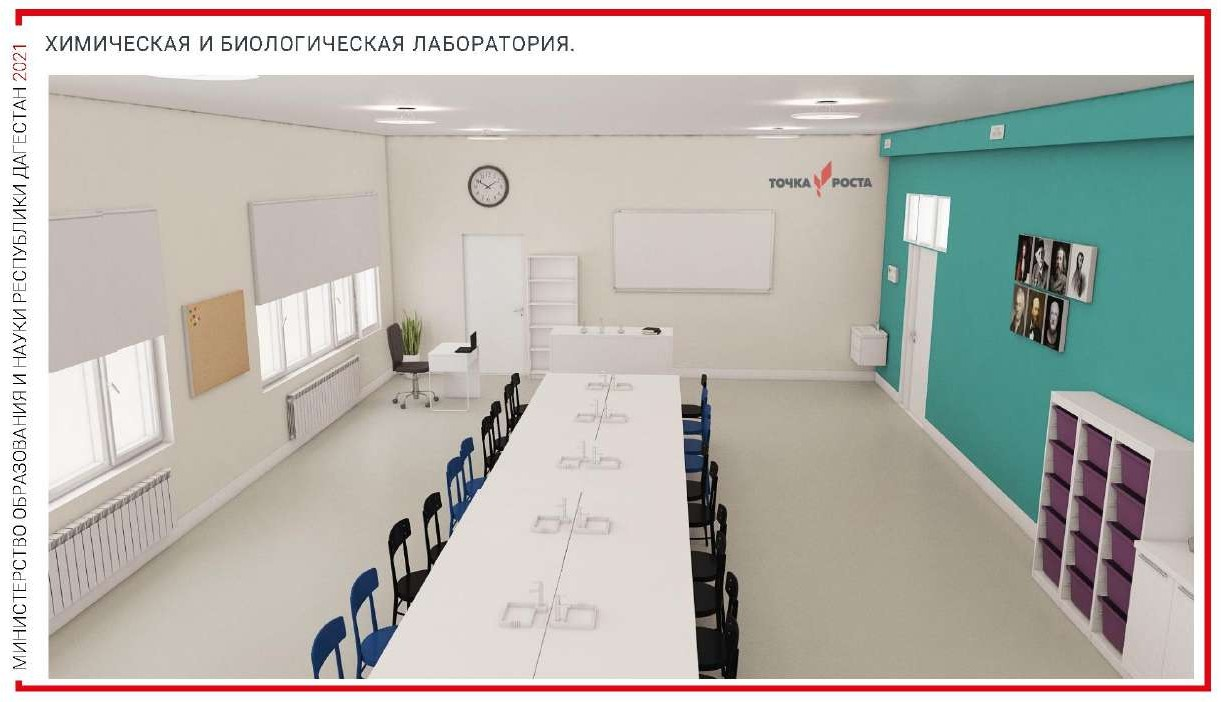 ХИМИЧЕСКАЯ И БИОЛОГИЧЕСКАЯ ЛАБОРАТОРИЯ.
МИНИСТЕРСТВО ОБРАЗОВАНИЯ И НАУКИ РЕСПУБЛИКИ ДАГЕСТАН 2021
ТОЧКА РОСТА